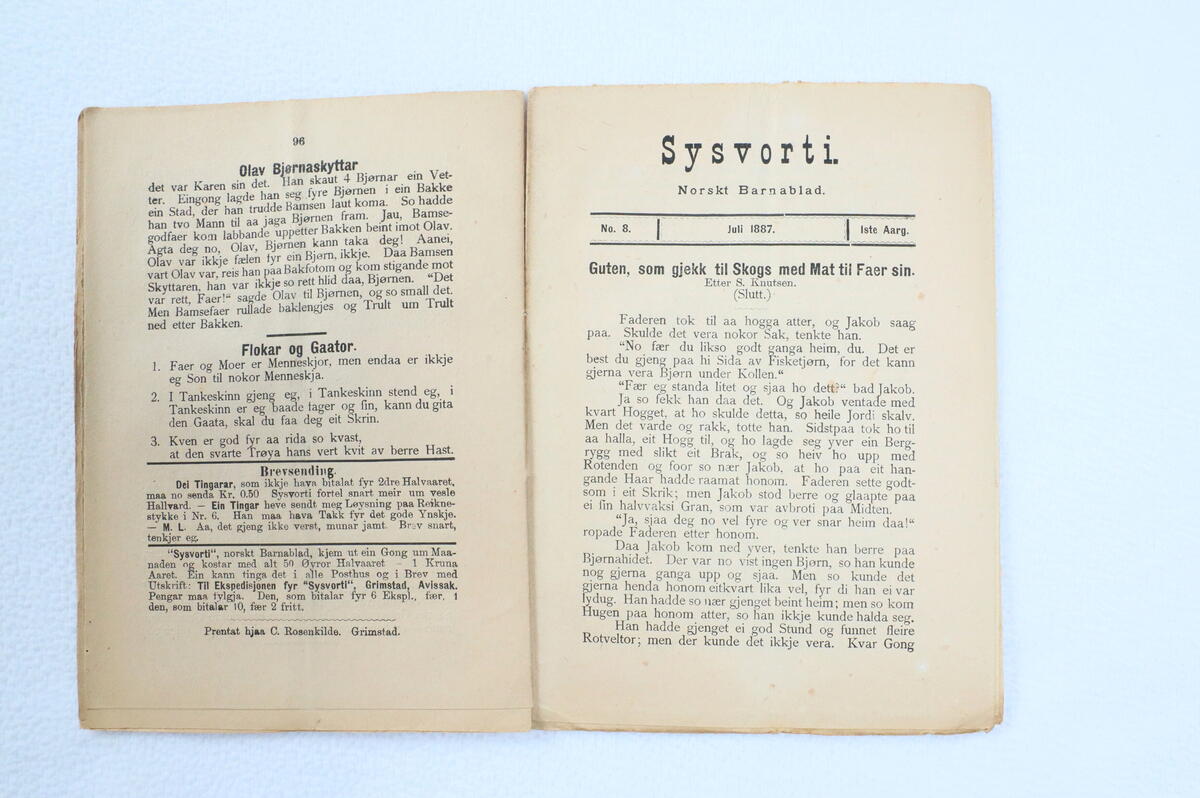 96
Olav Bjørnaskyttar
det var Karen sin det. Han skaut 4 Bjørnar ein Vet-
ter. Eingong lagde han seg fyre Bjørnen i ein Bakke
ein Stad, der han trudde Bamsen laut koma. So hadde
han tvo Mann til aa jaga Bjørnen fram. Jau, Bamse-
godfaer kom labbande uppetter Bakken beint imot Olav.
Agta deg no, Olav, Bjørnen kann taka deg! Aanei,
Olav var ikkje fælen fyr ein Bjørn, ikkje. Daa Bamsen
vart Olav var, reis han paa Bakfotom og kom stigande mot
Skyttaren, han var ikkje so rett hlid daa, Bjørnen. "Det
var rett, Faer!" sagde Olav til Bjørnen, og so small det.
Men Bamsefaer rullade baklengjes og Trult um Trult
ned etter Bakken.
Flokar og Gaator.
1. Faer og Moer er Menneskjor, men endaa er ikkje
eg Son til nokor Menneskja.
2. I Tankeskinn gjeng eg, i Tankeskinn stend eg, i
Tankeskinn er eg baade fager og fin, kann du gita
den Gaata, skal du faa deg eit Skrin.
3. Kven er god fyr aa rida so kvast,
at den svarte Trøya hans vert kvit av berre Hast.
Brevsending.
Dei Tingarar, som ikkje hava bitalat fyr 2dre Halvaaret,
maa no senda Kr. 0.50 Sysvorti fortel snart meir um vesle
Hallvard. — Ein Tingar heve sendt meg Løysning paa Reikne-
stykke i Nr. 6. Han maa hava Takk fyr det gode Ynskje.
— M. L. Aa, det gjeng ikke verst, munar jamt. Brev snart,
tenkjer eg.
"Sysvorti", norskt Barnablad, kjem ut ein Gong um Maa-
naden og kostar med alt 50 Øyror Halvaaret – 1 Kruna
Aaret. Ein kann tinga det i alle Posthus og i Brev med
Utskrift: Til Ekspedisjonen fyr "Sysvorti", Grimstad, Avissak.
Pengar maa fylgja. Den, som bitalar fyr 6 Ekspl., fær, 1
den, som bitalar 10, fær 2 fritt.
Prentat hjaa C. Rosenkilde. Grimstad.
Sysvorti.
Norskt Barnablad.
No. 8. Juli 1887. 1ste Aarg.
Guten, som gjekk til Skogs med Mat til Faer sin.
Etter S. Knutsen.
(Slutt.)
Faderen tok til aa hogga atter, og Jakob saag
paa. Skulde det vera nokor Sak, tenkte han.
"No fær du likso godt ganga heim, du. Det er
best du gjeng paa hi Sida av Fisketjørn, for det kann
gjerna vera Bjørn under Kollen."
"Fær eg standa litet og sjaa ho dett?" bad Jakob.
Ja so fekk han daa det. Og Jakob ventade med
kvart Hogget, at ho skulde detta, so heile Jordi skalv.
Men det varde og rakk, totte han. Sidstpaa tok ho til
aa halla, eit Hogg til, og ho lagde seg yver ein Berg-
rygg med slikt eit Brak, og so heiv ho upp med
Rotenden og foor so nær Jakob, at ho paa eit han-
gande Haar hadde raamat honom. Faderen sette godt-
som i eit Skrik; men Jakob stod berre og glaapte paa
ei fin halvvaksi Gran, som var avbroti paa Midten.
"Ja, sjaa deg no vel fyre og ver snar heim daa!"
ropade Faderen etter honom.
Daa Jakob kom ned yver, tenkte han berre paa
Bjørnahidet. Der var no vist ingen Bjørn, so han kunde
nog gjerna ganga upp og sjaa. Men so kunde det
gjerna henda honom eitkvart lika vel, fyr di han ei var
lydug. Han hadde so nær gjenget beint heim; men so kom
Hugen paa honom atter, so han ikkje kunde halda seg.
Han hadde gjenget ei god Stund og funnet fleire
Rotveltor; men der kunde det ikkje vera. Kvar Gong